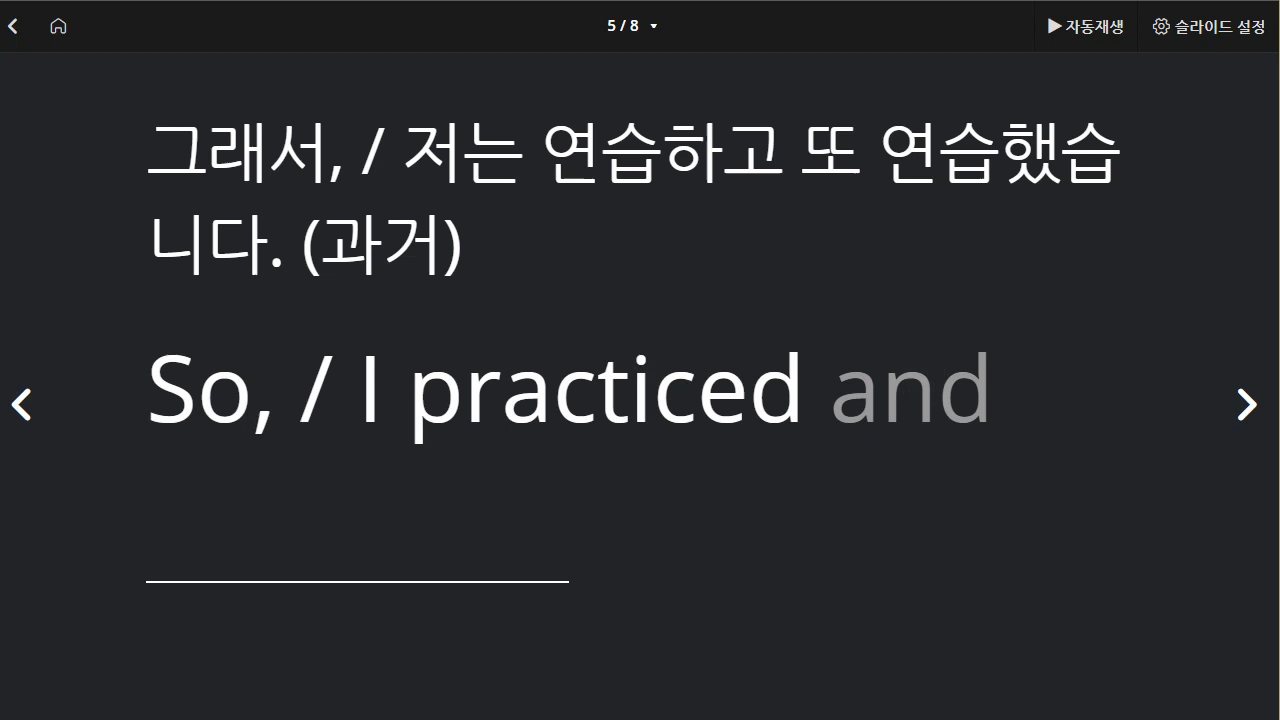 5 / 8
자동재생
슬라이드 설정
그래서, / 저는 연습하고 또 연습했습
니다. (과거)
So, / I practiced and